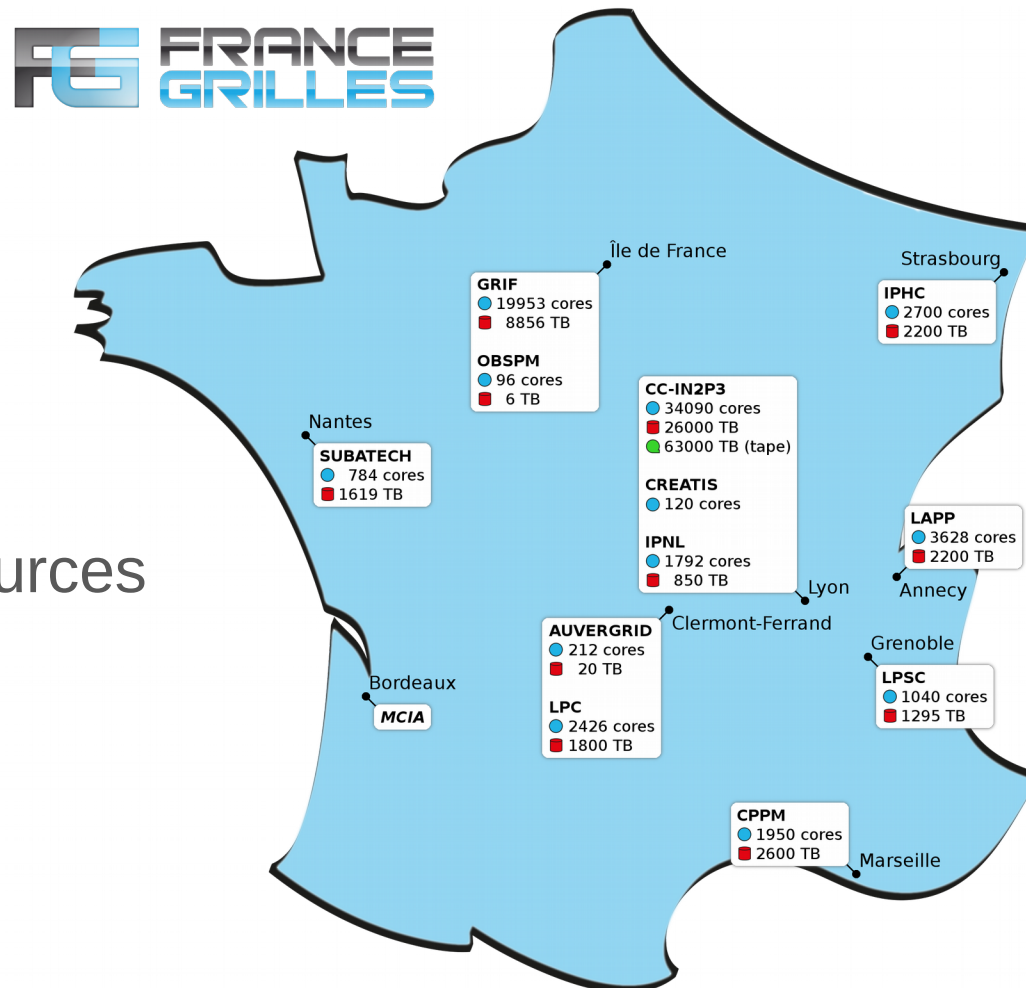 FG FRANCE
GRILLES
Île de France
GRIF
19953 cores
8856 TB
OBSPM
96 cores
6 TB
Strasbourg
IPHC
2700 cores
2200 TB
CC-IN2P3
34090 cores
26000 TB
63000 TB (tape)
CREATIS
120 cores
IPNL
1792 cores
850 TB
Lyon
Nantes
SUBATECH
784 cores
1619 TB
LAPP
3628 cores
2200 TB
Annecy
urces
Clermont-Ferrand
AUVERGRID
212 cores
20 TB
LPC
2426 cores
1800 TB
Grenoble
LPSC
1040 cores
1295 TB
Bordeaux
MCIA
CPPM
1950 cores
2600 TB
Marseille